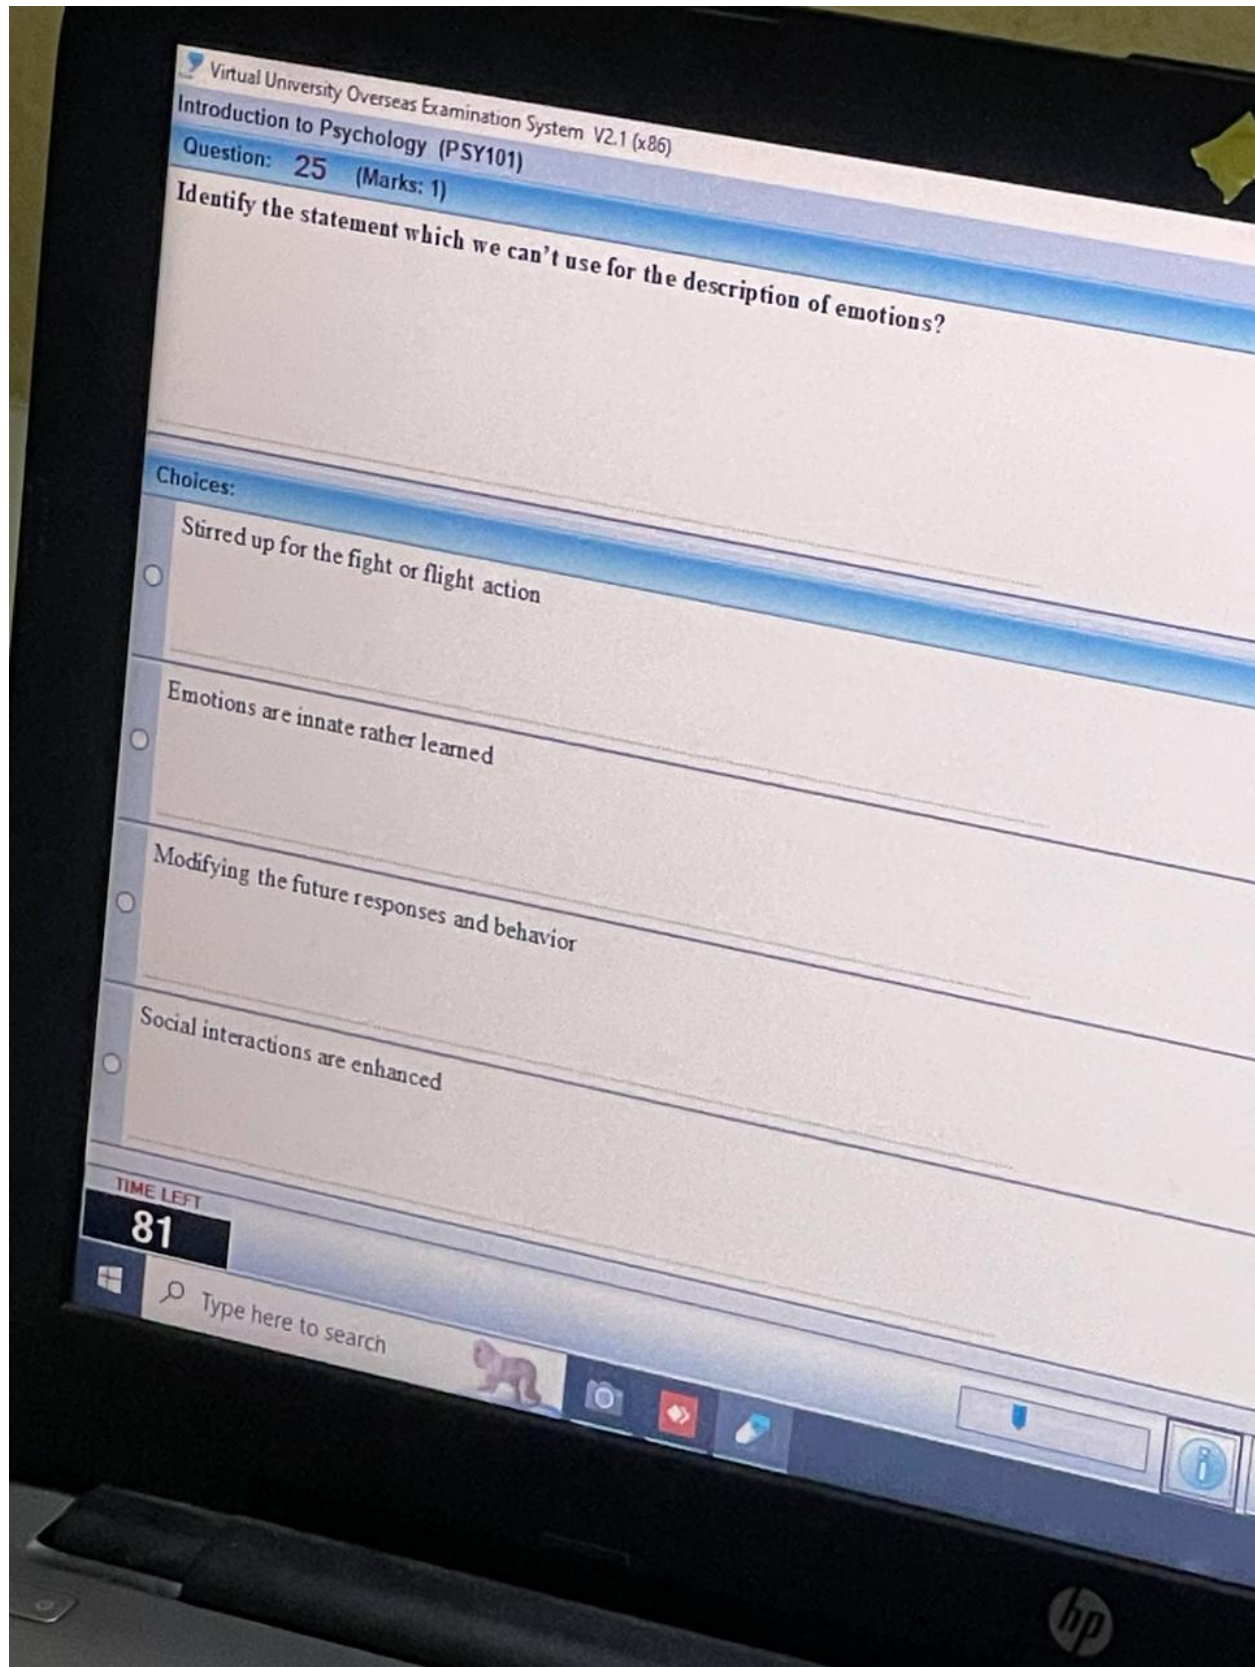 Virtual University Overseas Examination System V2.1 (x86)
Introduction to Psychology (PSY101)
Question: 25 (Marks: 1)
Identify the statement which we can't use for the description of emotions?
Choices:
Stirred up for the fight or flight action
Emotions are innate rather learned
Modifying the future responses and behavior
Social interactions are enhanced
TIME LEFT
81
Type here to search
i
hp